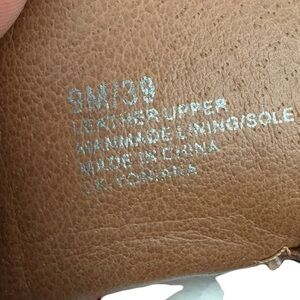 9M/39
LEATHER UPPER
MANMADE LINING/SOLE
MADE IN CHINA